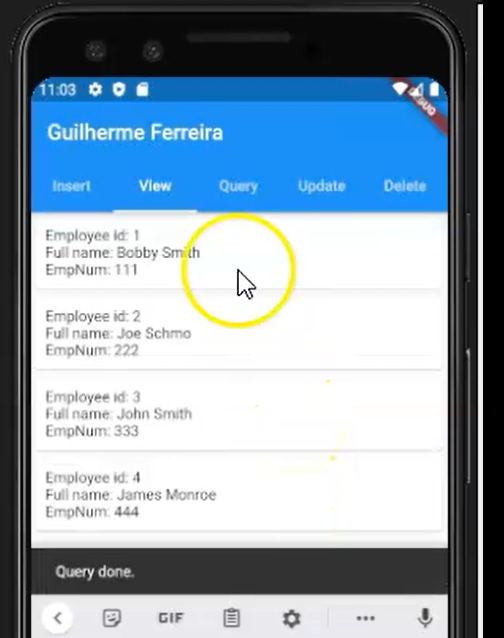 11:03
DEBUG
Guilherme Ferreira
Insert View Query Update Delete
Employee id: 1
Full name: Bobby Smith
EmpNum: 111
Employee id: 2
Full name: Joe Schmo
EmpNum: 222
Employee id: 3
Full name: John Smith
EmpNum: 333
Employee id: 4
Full name: James Monroe
EmpNum: 444
Query done.
GIF